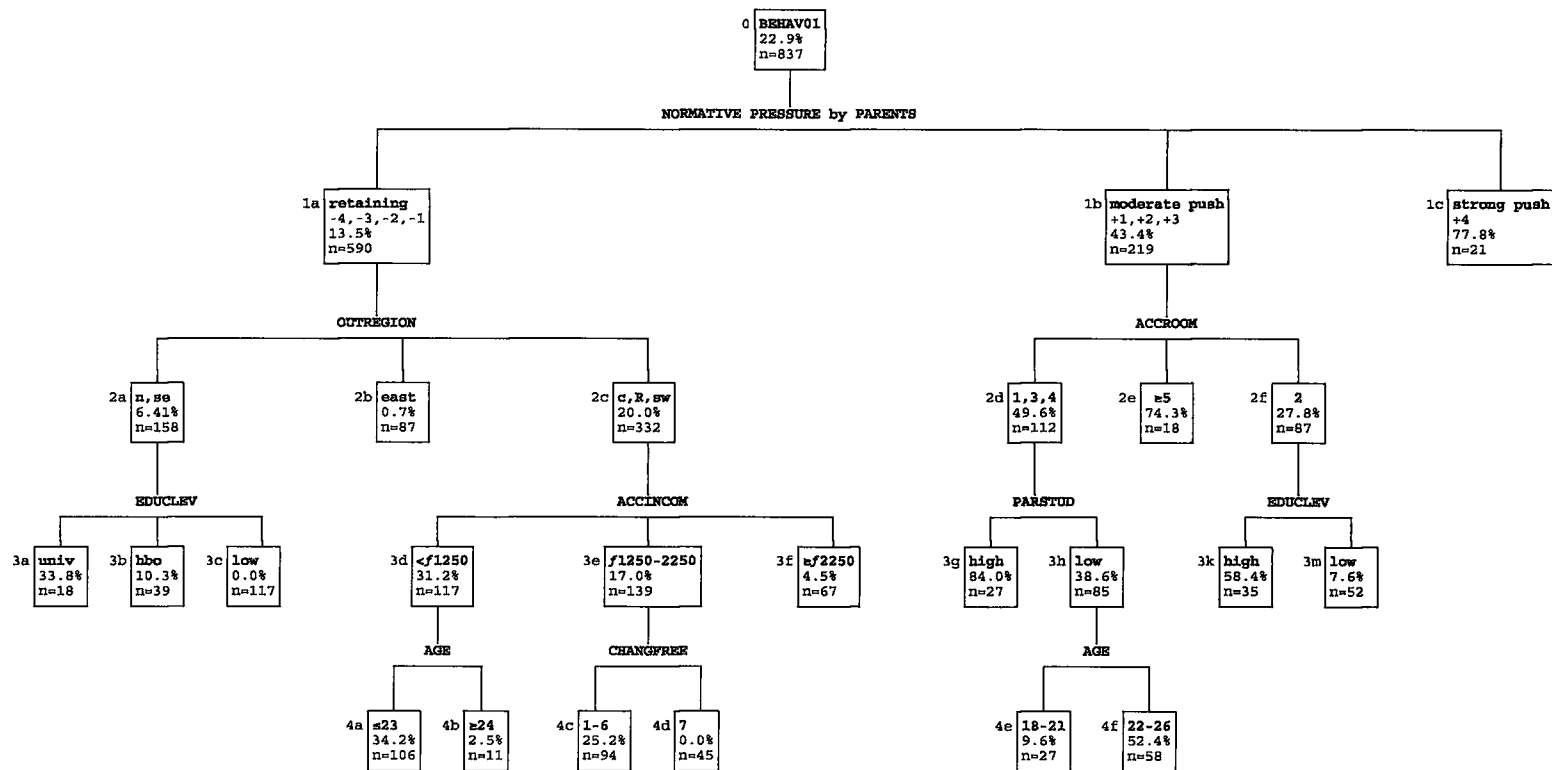 0 BEHAV01
22.9%
n=837
NORMATIVE PRESSURE by PARENTS
1a retaining
-4,-3,-2,-1
13.5%
n=590
1b moderate push
+1,+2,+3
43.4%
n=219
1c strong push
+4
77.8%
n=21
OUTREGION
ACCROOM
2a n,se
6.41%
n=158
2b east
0.7%
n=87
2c c,R,sw
20.0%
n=332
2d 1,3,4
49.6%
n=112
2e ≥5
74.3%
n=18
2f 2
27.8%
n=87
EDUCLEV
ACCINCOM
PARSTUD
EDUCLEV
3a univ
33.8%
n=18
3b hbo
10.3%
n=39
3c low
0.0%
n=117
3d <f1250
31.2%
n=117
3e f1250-2250
17.0%
n=139
3f ≥f2250
4.5%
n=67
3g high
84.0%
n=27
3h low
38.6%
n=85
3k high
58.4%
n=35
3m low
7.6%
n=52
AGE
CHANGFREE
AGE
4a ≤23
34.2%
n=106
4b ≥24
2.5%
n=11
4c 1-6
25.2%
n=94
4d 7
0.0%
n=45
4e 18-21
9.6%
n=27
4f 22-26
52.4%
n=58